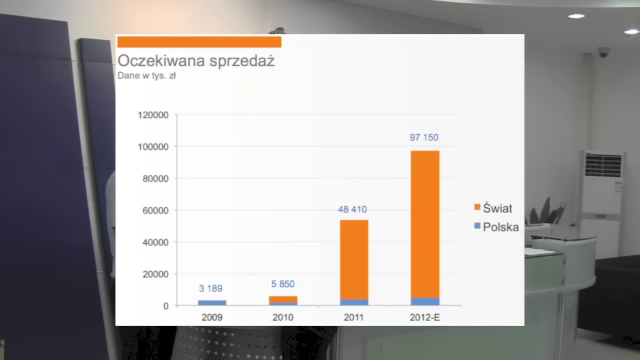 Oczekiwana sprzedaż
Dane w tys. zł
120000
100000
80000
60000
40000
20000
0
3 189
5 850
48 410
97 150
2009
2010
2011
2012-E
Świat
Polska